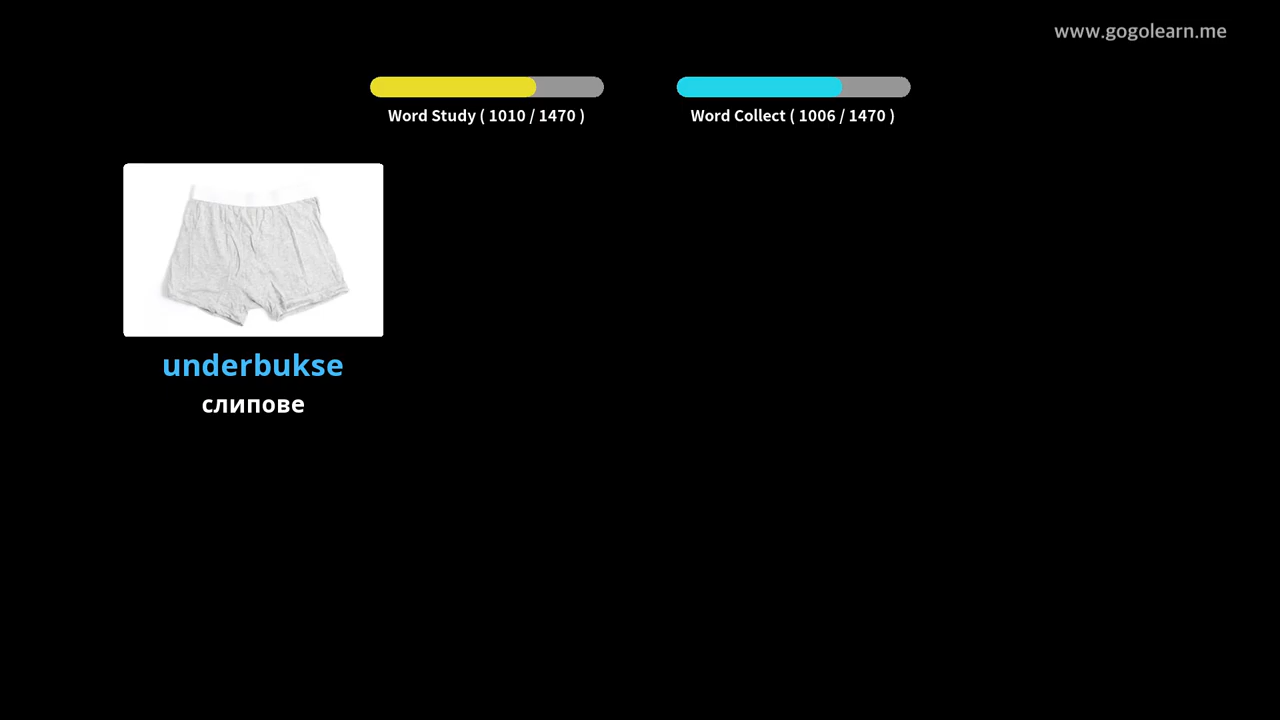 www.gogolearn.me
Word Study ( 1010 / 1470 )
Word Collect ( 1006 / 1470 )
underbukse
слипове